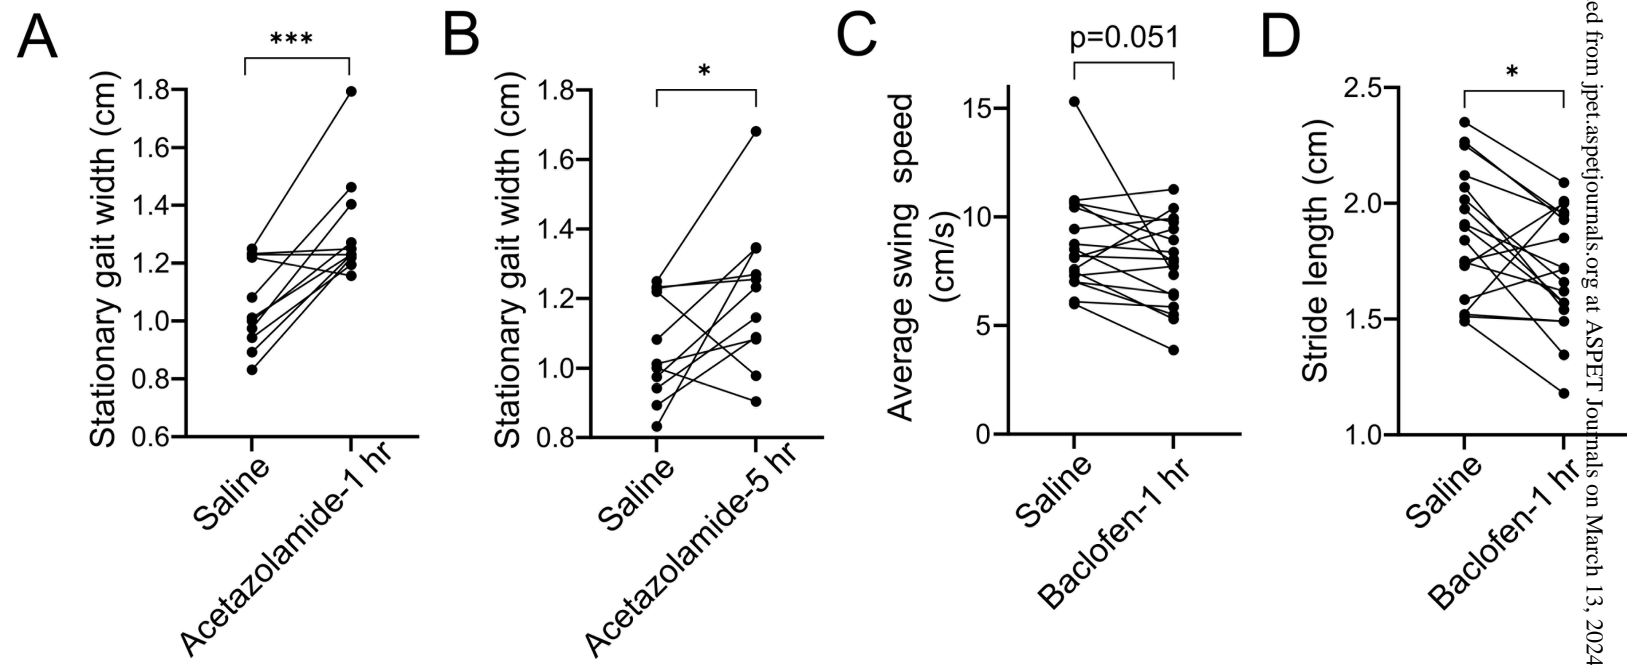 A
***
Stationary gait width (cm)
1.8
1.6
1.4
1.2
1.0
0.8
0.6
Saline
Acetazolamide-1 hr
B
*
Stationary gait width (cm)
1.8
1.6
1.4
1.2
1.0
0.8
Saline
Acetazolamide-5 hr
C
p=0.051
Average swing speed
(cm/s)
15
10
5
0
Saline
Baclofen-1 hr
D
*
Stride length (cm)
2.5
2.0
1.5
1.0
Saline
Baclofen-1 hr
ed from jpet.aspetjournals.org at ASPET Journals on March 13, 2024